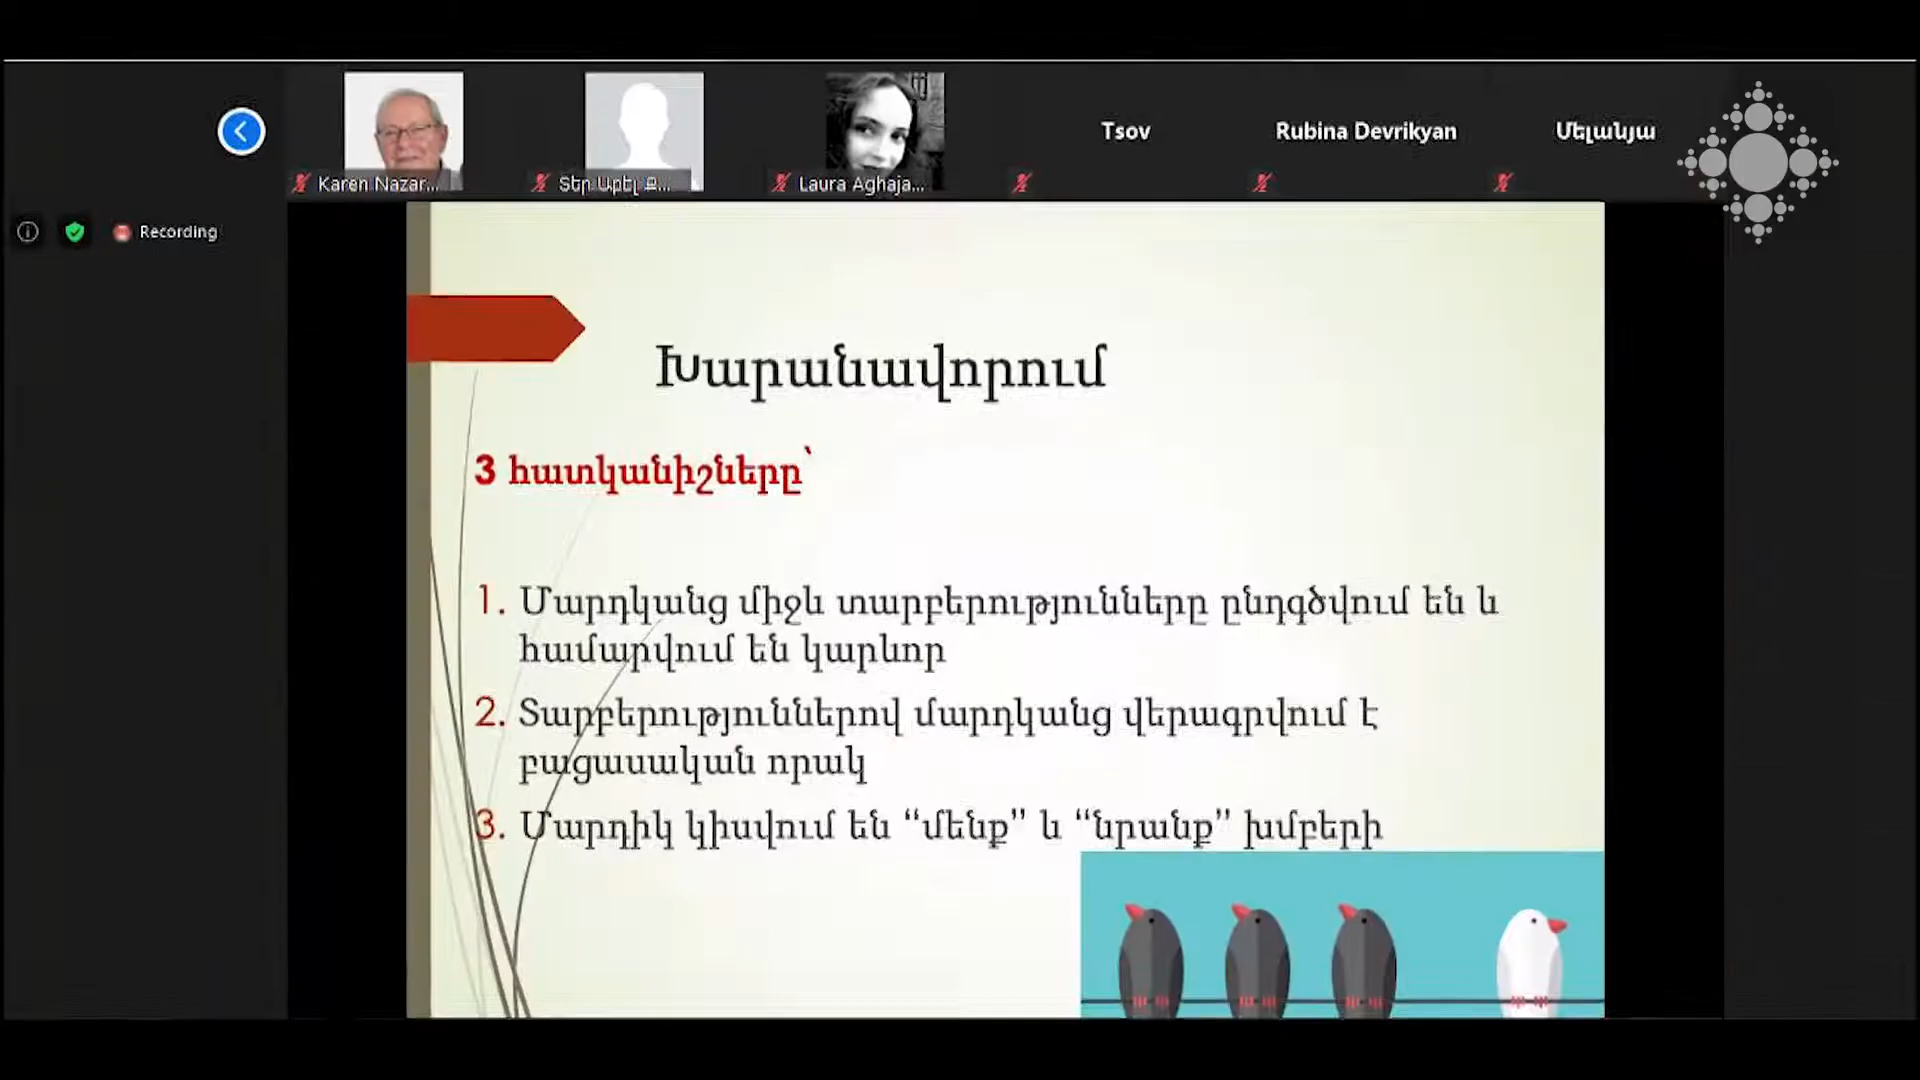 Tsov
Rubina Devrikyan
Մելանյա
Karen Nazar...
Տեր Աբել Ք...
Laura Aghaja...
Recording
Խարանավորում
3 հատկանիշները՝
1. Մարդկանց միջև տարբերությունները ընդգծվում են և
համարվում են կարևոր
2. Տարբերություններով մարդկանց վերագրվում է
բացասական որակ
3. Մարդիկ կիսվում են “մենք” և “նրանք” խմբերի